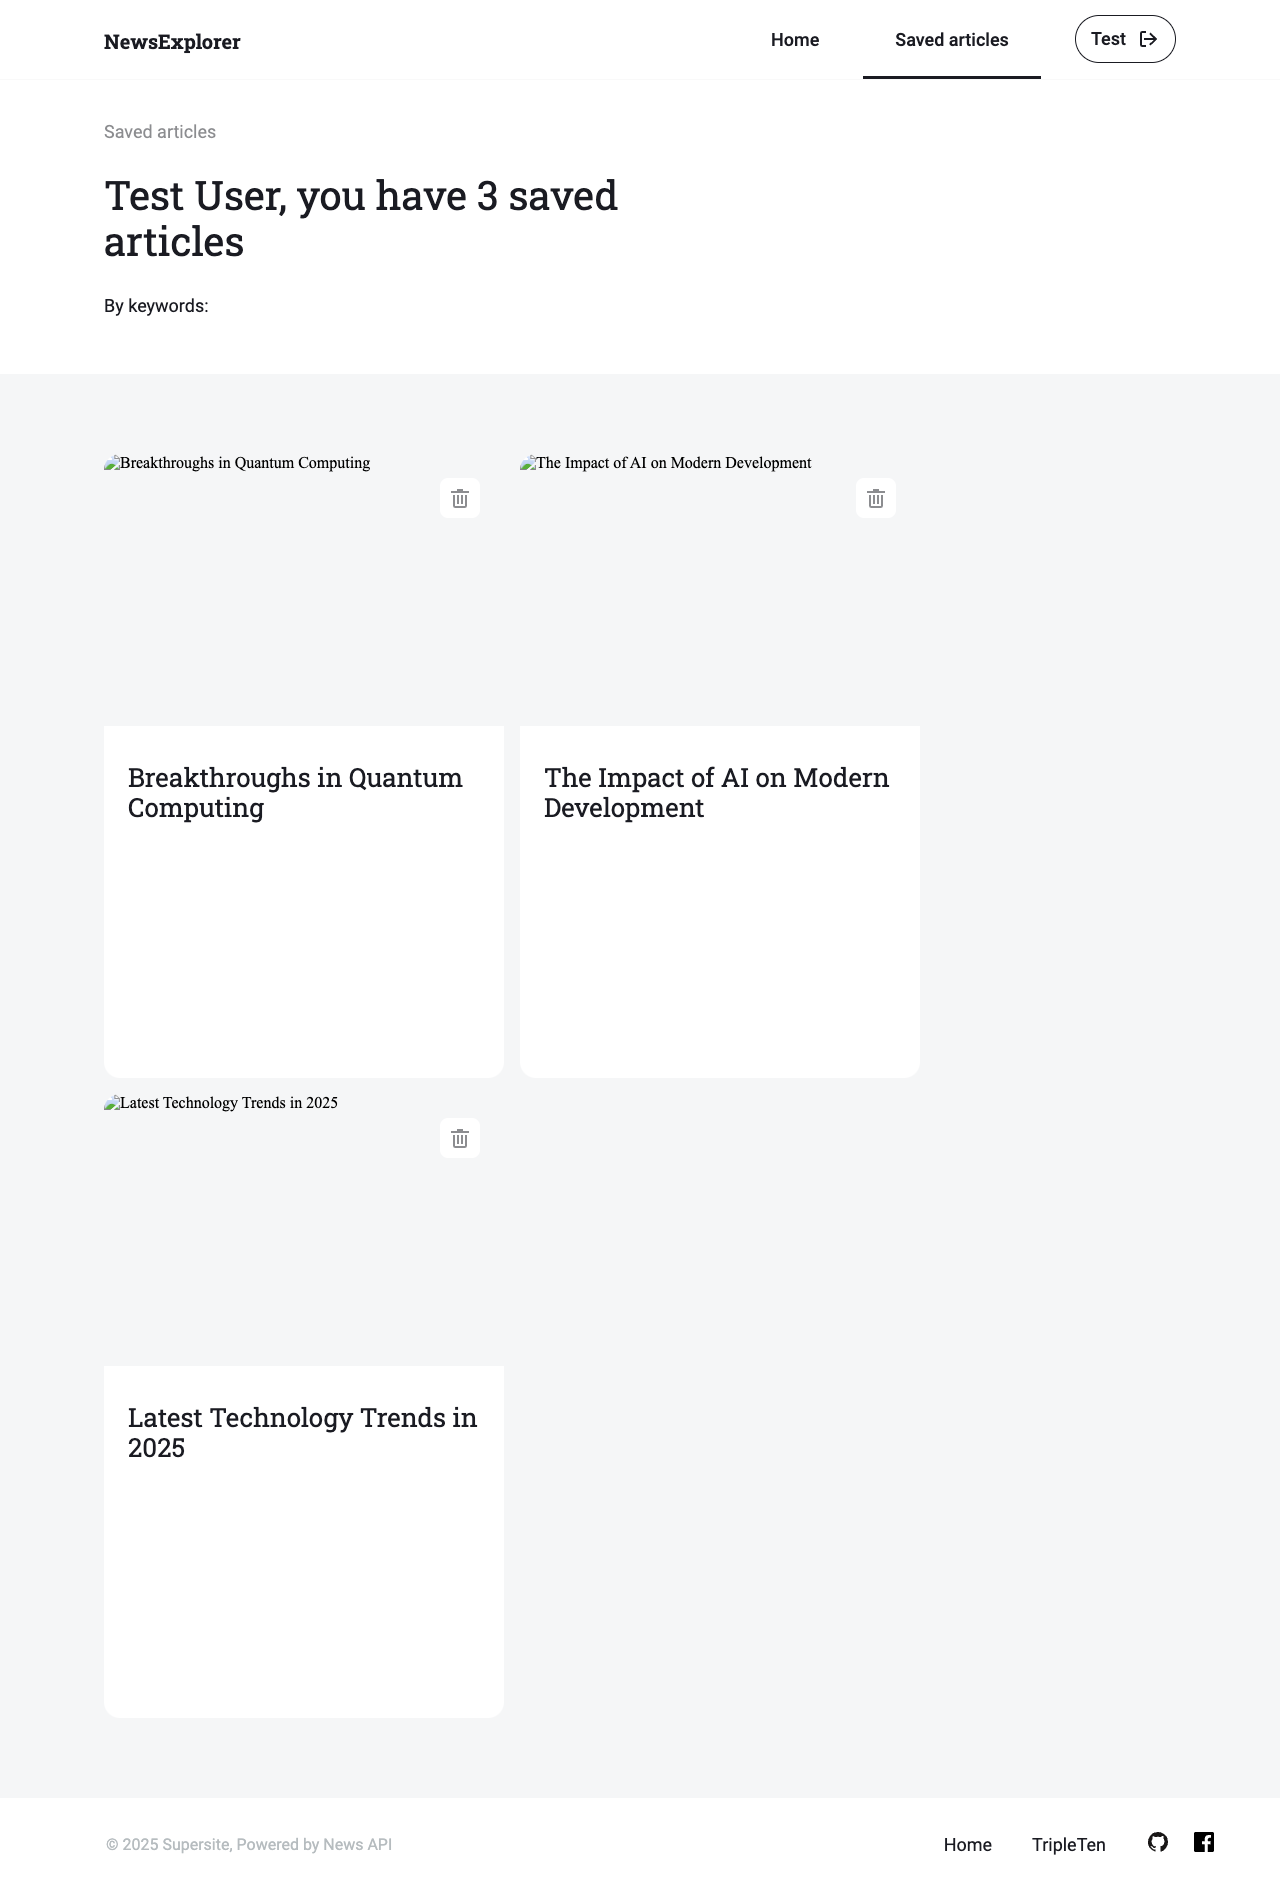 NewsExplorer
Home
Saved articles
Test
Saved articles
Test User, you have 3 saved
articles
By keywords:
Breakthroughs in Quantum Computing
The Impact of AI on Modern Development
Breakthroughs in Quantum
Computing
The Impact of AI on Modern
Development
Latest Technology Trends in 2025
Latest Technology Trends in
2025
© 2025 Supersite, Powered by News API
Home
TripleTen